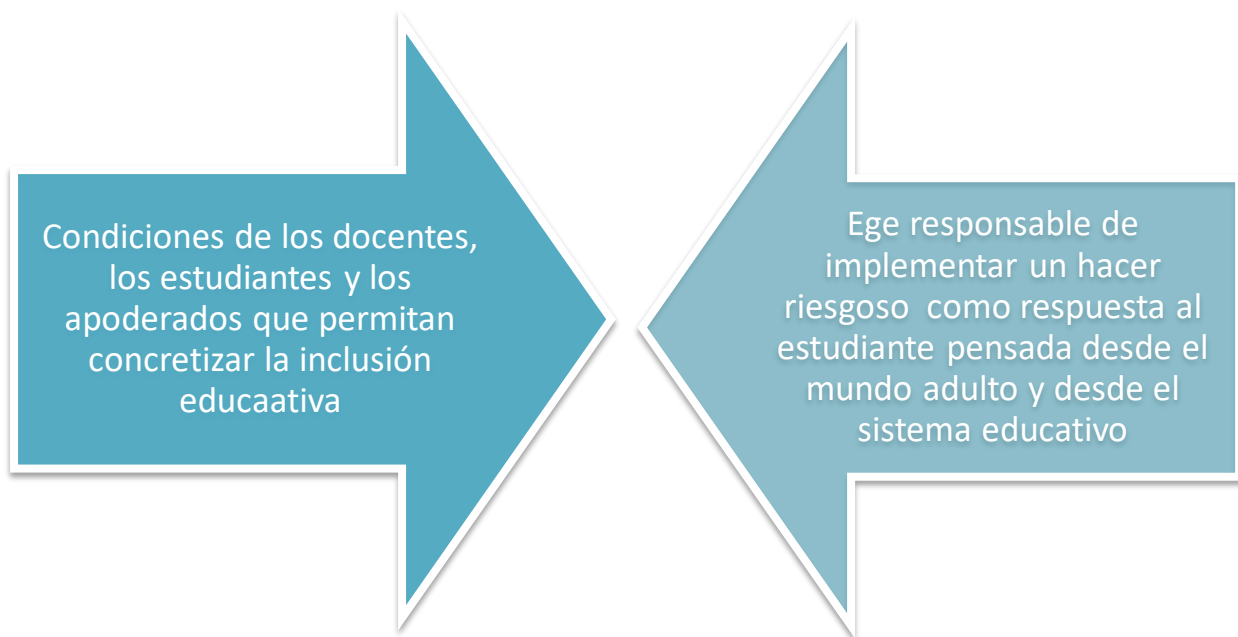 Condiciones de los docentes,
los estudiantes y los
apoderados que permitan
concretizar la inclusión
educaativa
Ege responsable de
implementar un hacer
riesgoso como respuesta al
estudiante pensada desde el
mundo adulto y desde el
sistema educativo